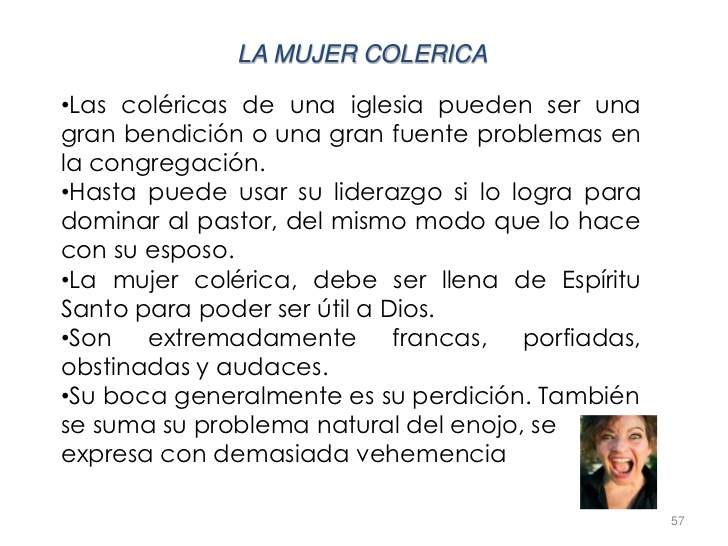 LA MUJER COLERICA
•Las coléricas de una iglesia pueden ser una
gran bendición o una gran fuente problemas en
la congregación.
•Hasta puede usar su liderazgo si lo logra para
dominar al pastor, del mismo modo que lo hace
con su esposo.
•La mujer colérica, debe ser llena de Espíritu
Santo para poder ser útil a Dios.
•Son extremadamente francas, porfiadas,
obstinadas y audaces.
•Su boca generalmente es su perdición. También
se suma su problema natural del enojo, se
expresa con demasiada vehemencia
57